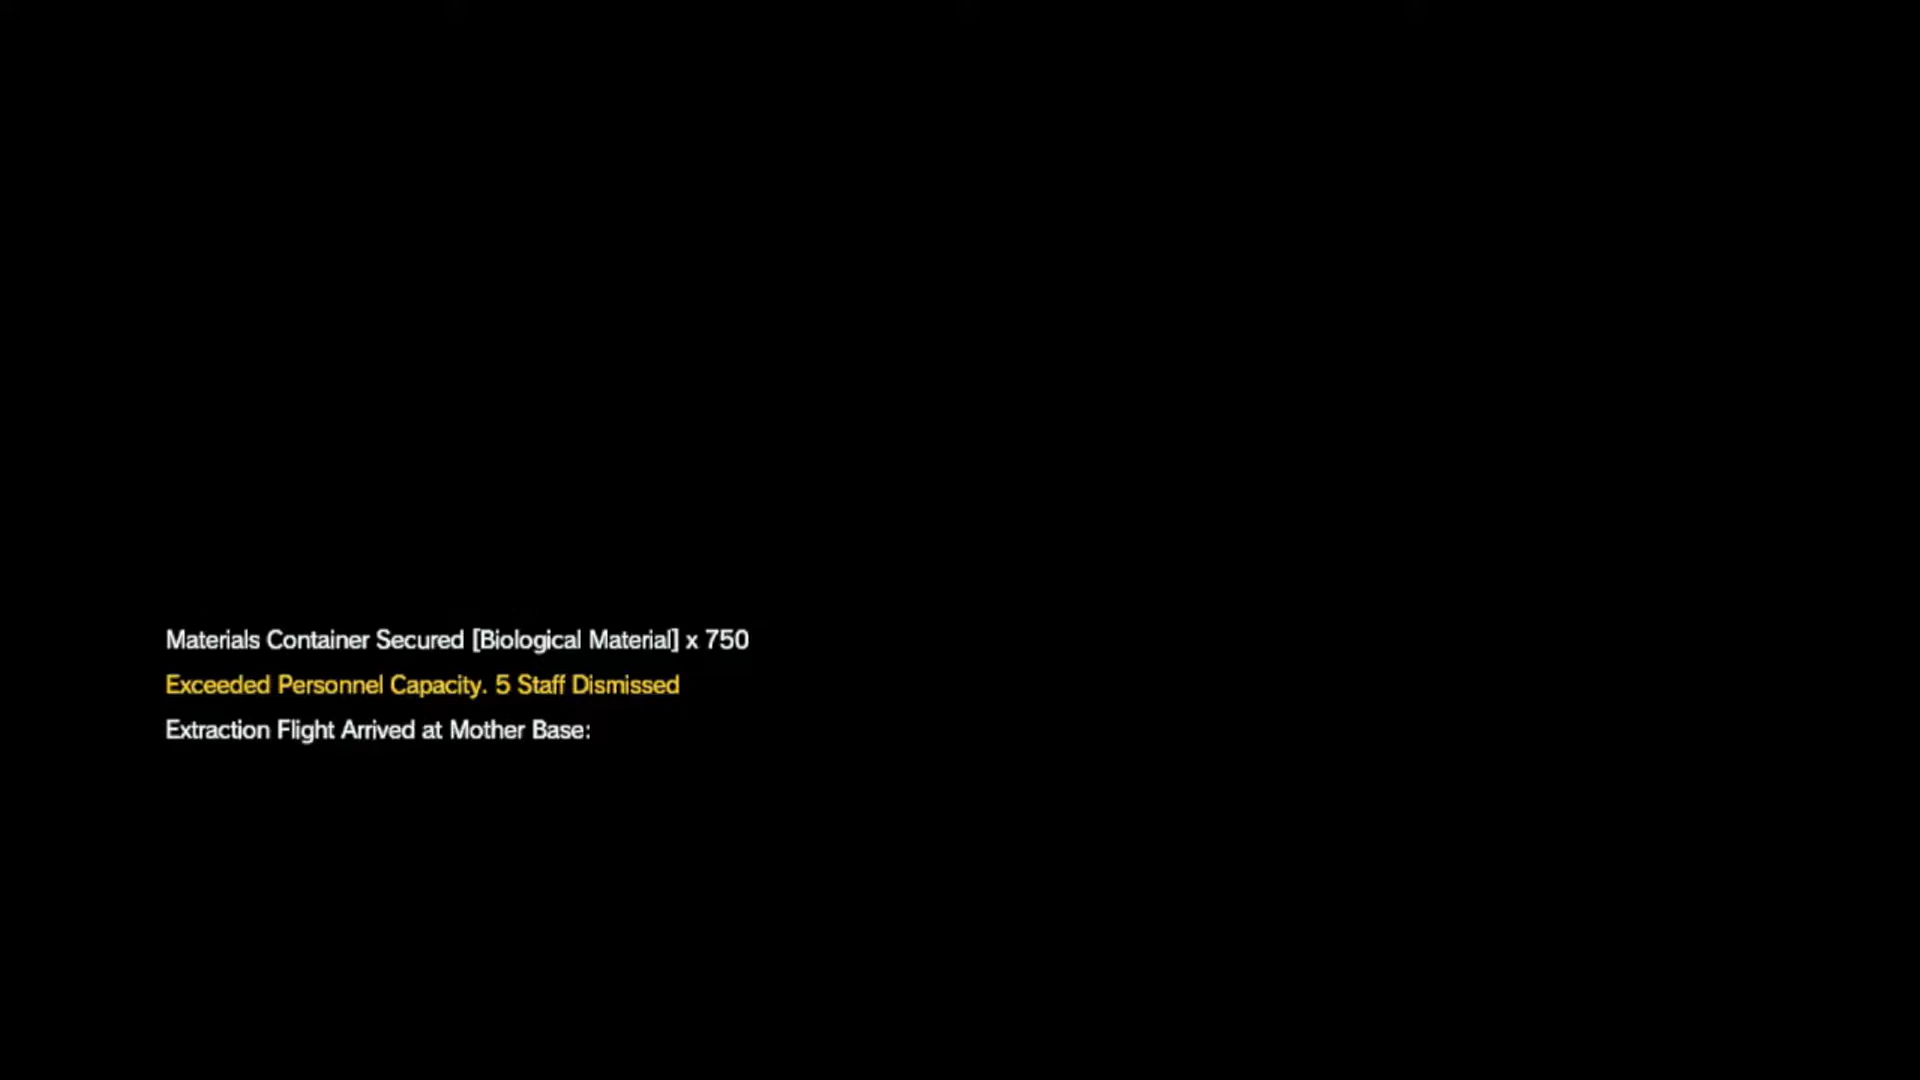 Materials Container Secured [Biological Material] x 750
Exceeded Personnel Capacity. 5 Staff Dismissed
Extraction Flight Arrived at Mother Base: